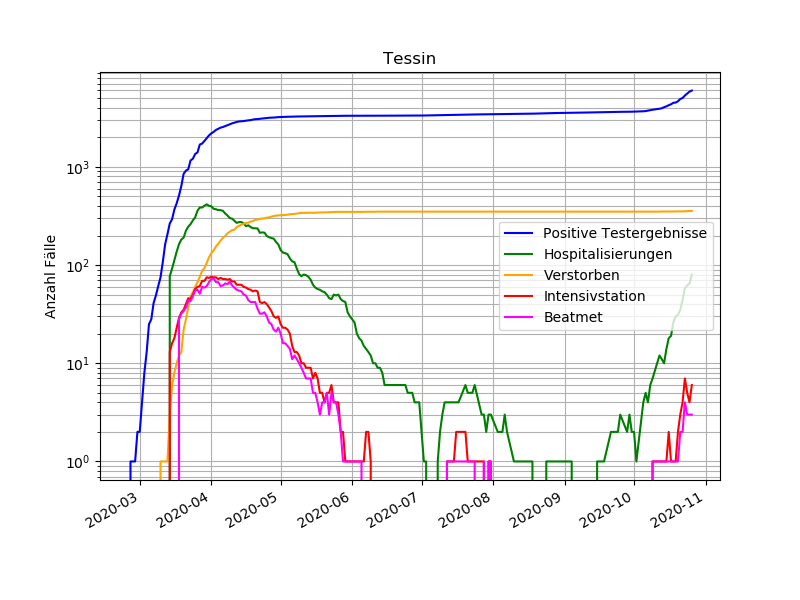 Tessin
Anzahl Fälle
10³
10²
10¹
10⁰
Positive Testergebnisse
Hospitalisierungen
Verstorben
Intensivstation
Beatmet
2020-03
2020-04
2020-05
2020-06
2020-07
2020-08
2020-09
2020-10
2020-11